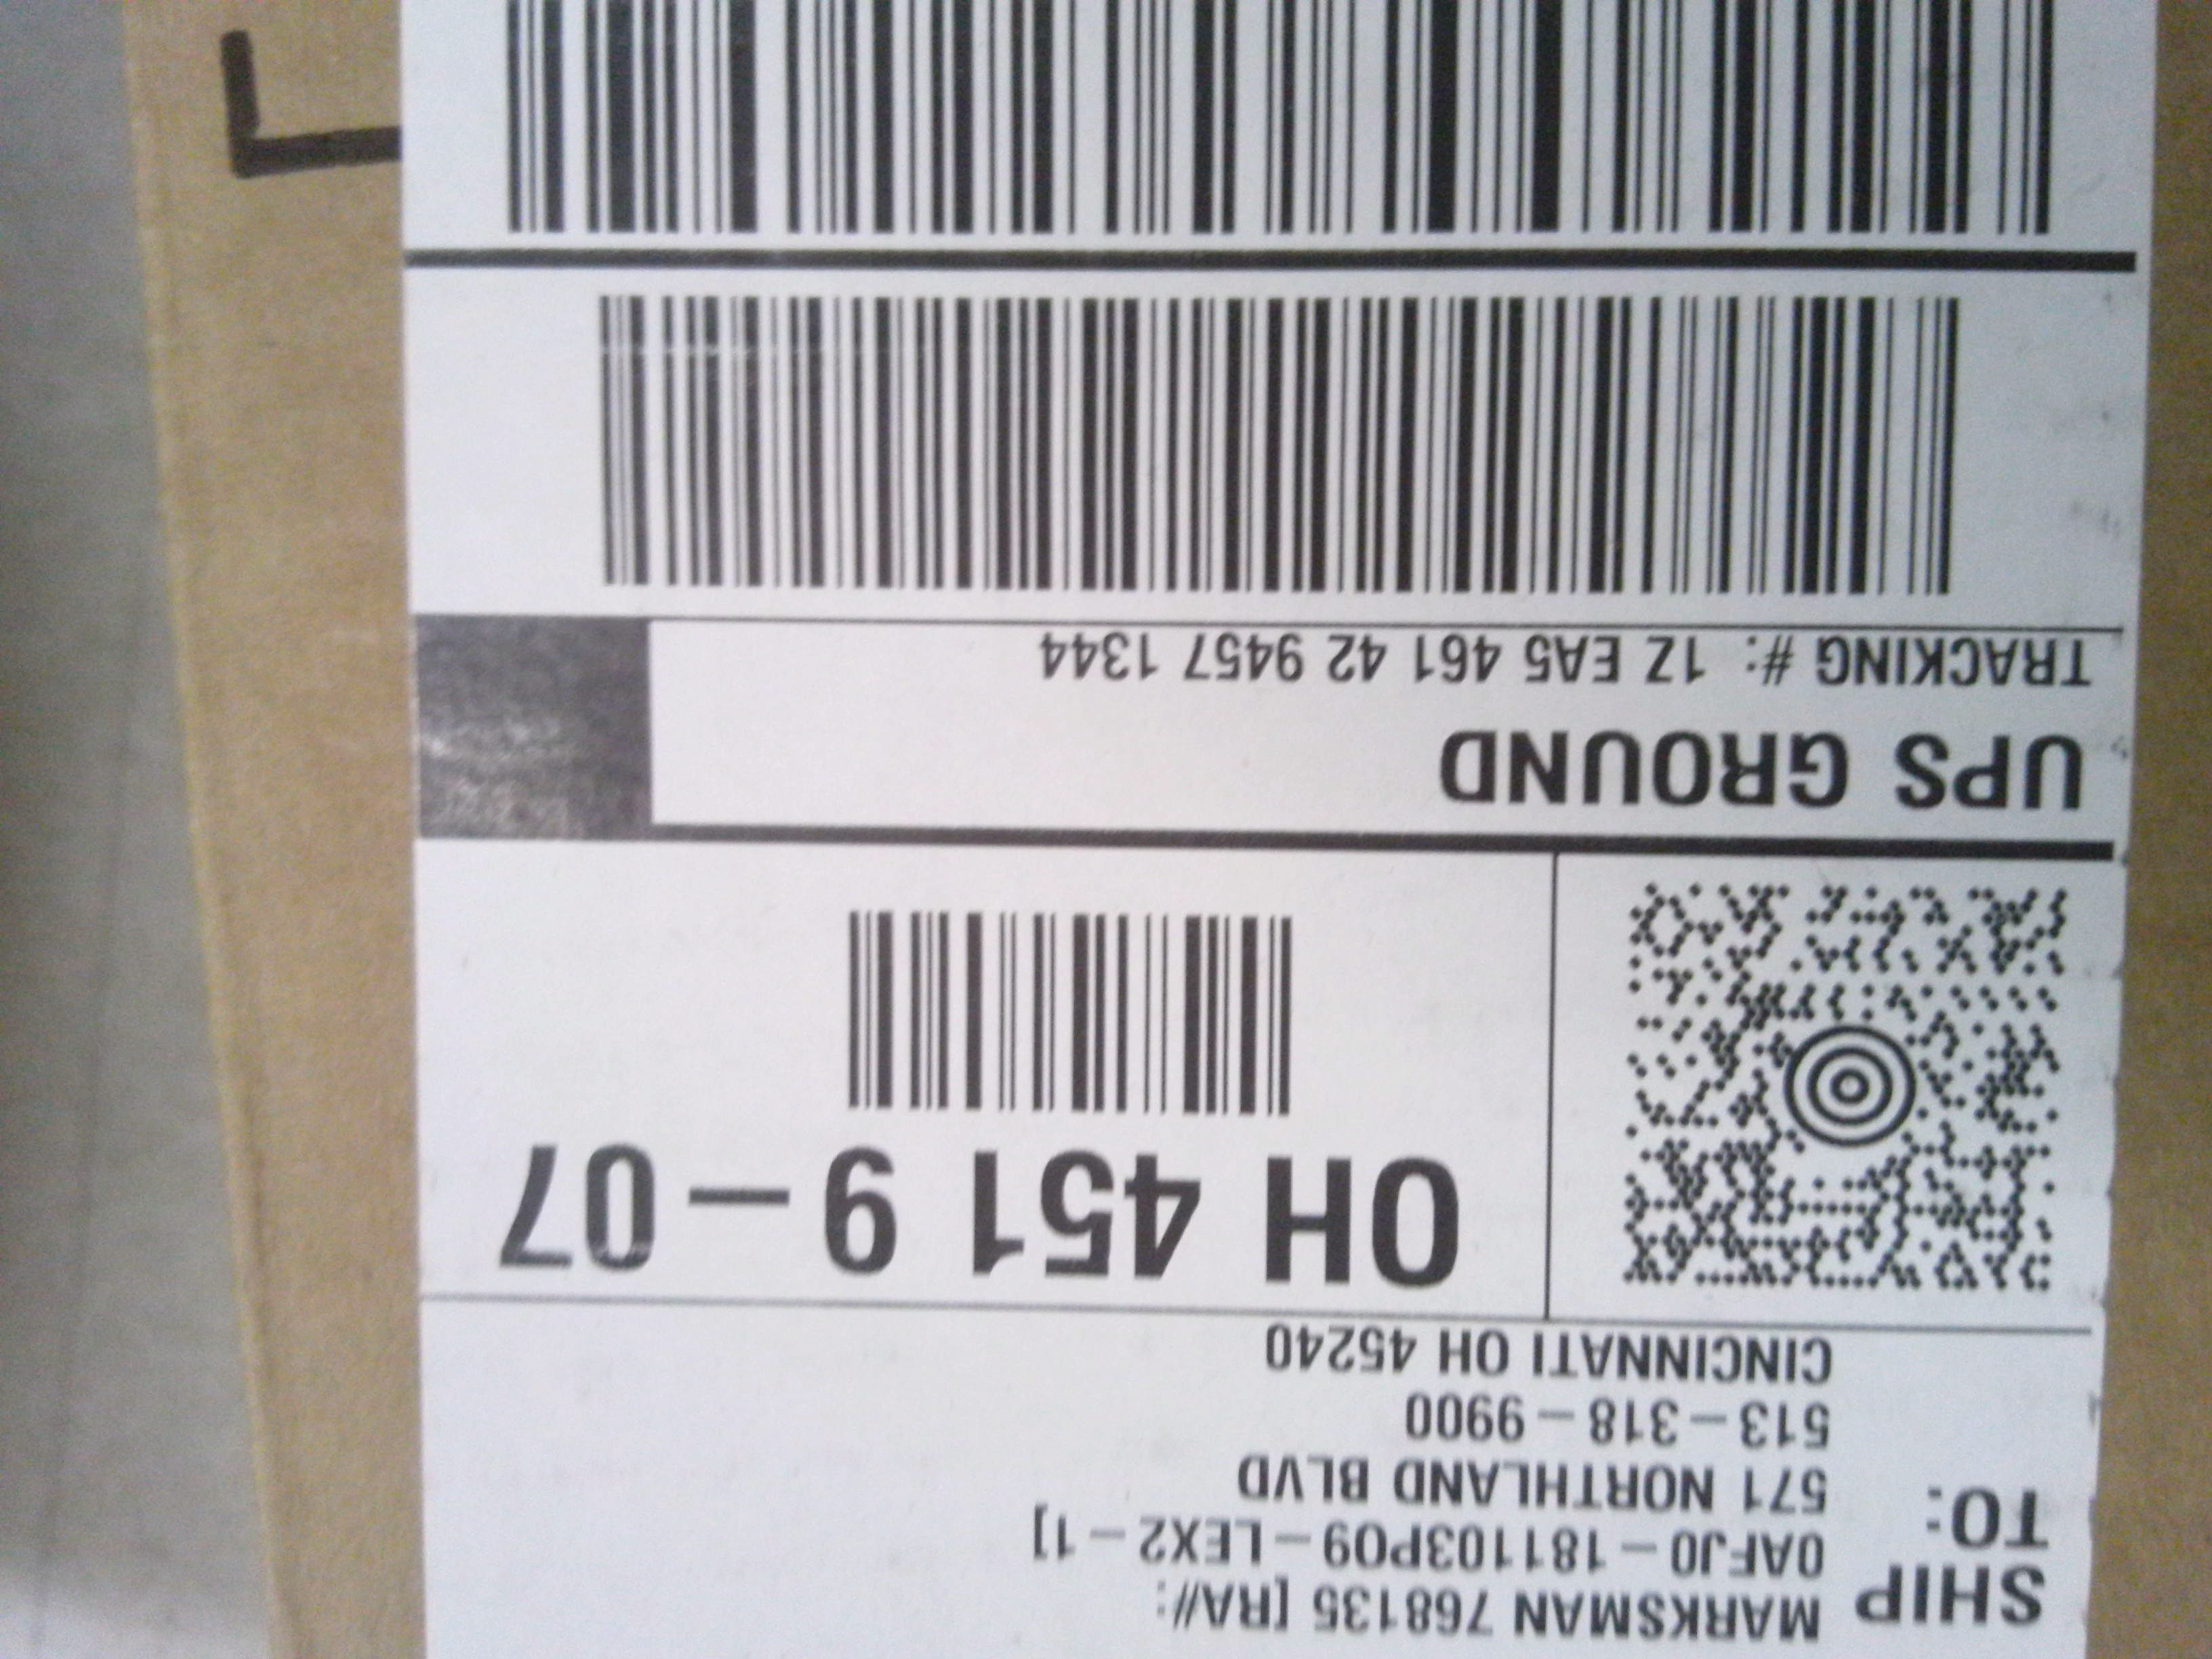 SHIP TO:
MARKSMAN 768135 [RA#:
0AFJ0-181103PO9-LEX2-1]
571 NORTHLAND BLVD
513-318-9900
CINCINNATI OH 45240
OH 451 9-07
UPS GROUND
TRACKING #: 1Z EA5 461 42 9457 1344